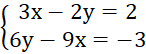 3x − 2y = 2
6y − 9x = −3